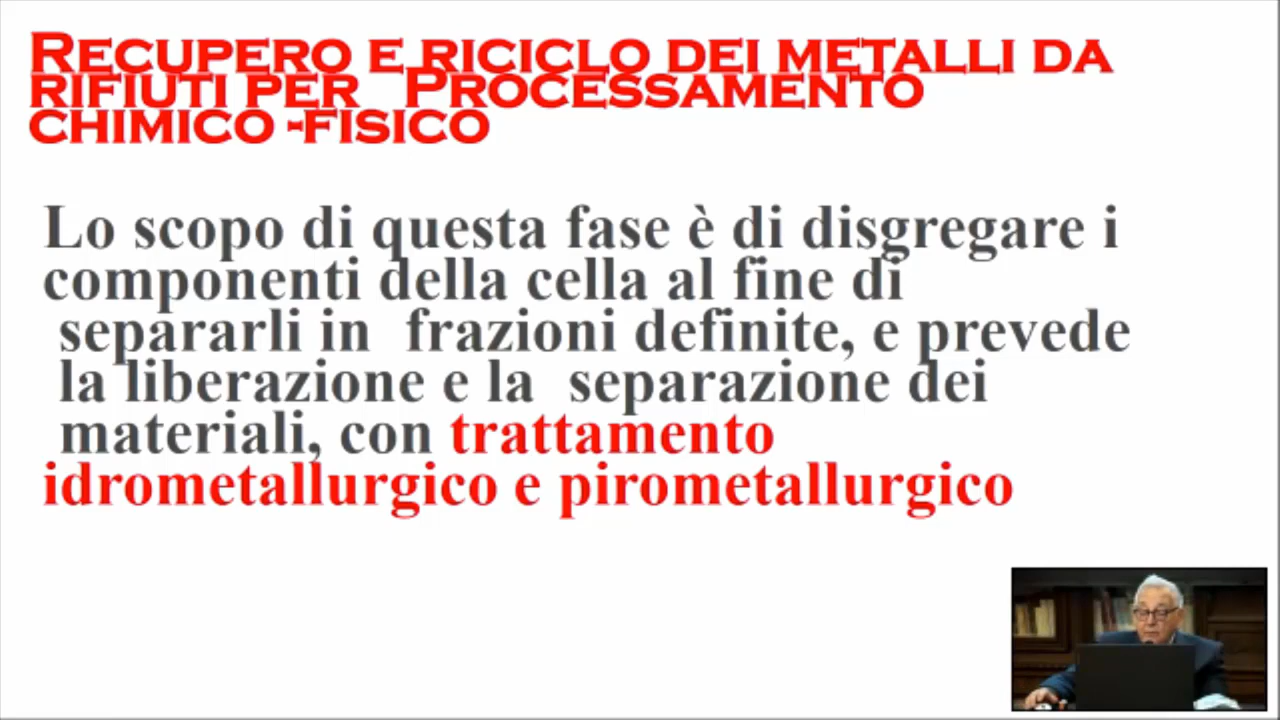 Recupero e riciclo dei metalli da
rifiuti per Processamento
chimico -fisico
Lo scopo di questa fase è di disgregare i
componenti della cella al fine di
separarli in frazioni definite, e prevede
la liberazione e la separazione dei
materiali, con trattamento
idrometallurgico e pirometallurgico